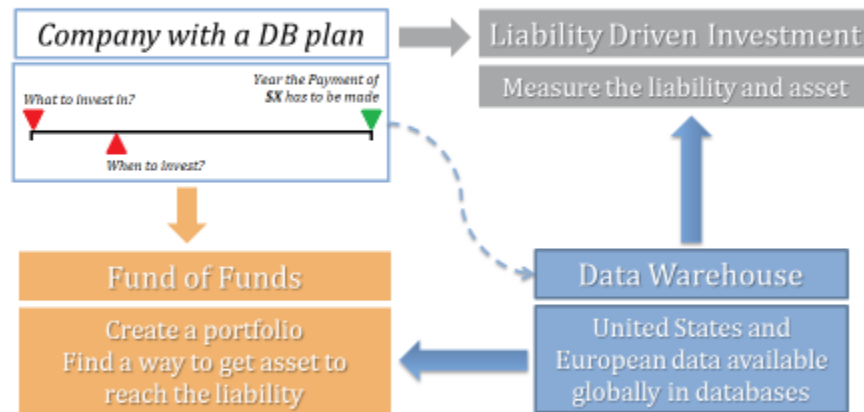 Company with a DB plan
Liability Driven Investment
Measure the liability and asset
What to invest in?
Year the Payment of
$X has to be made
When to invest?
Fund of Funds
Create a portfolio
Find a way to get asset to
reach the liability
Data Warehouse
United States and
European data available
globally in databases